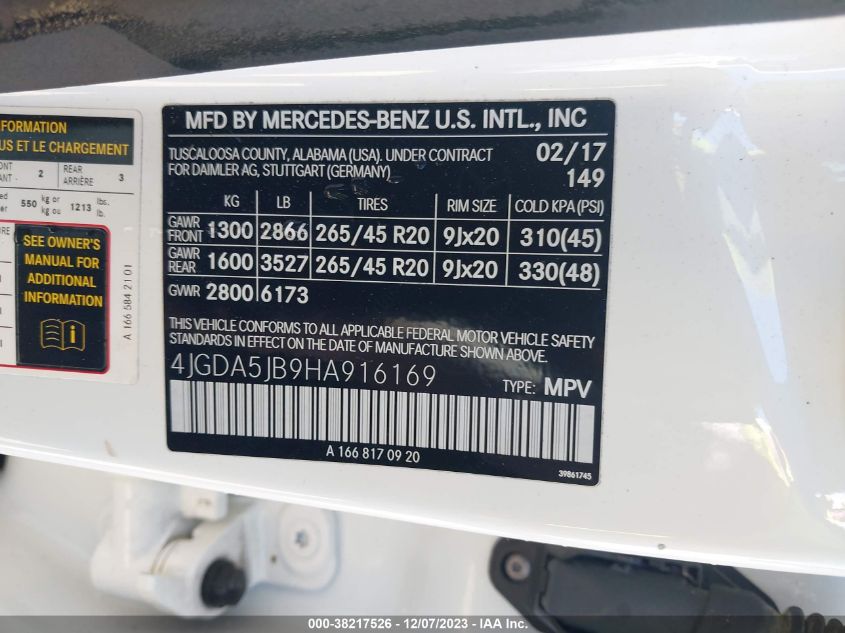 FORMATION
US ET LE CHARGEMENT
2
REAR
ARRIÈRE 3
550 kg or
kg ou 1213 lbs.
lb.
SEE OWNER'S
MANUAL FOR
ADDITIONAL
INFORMATION
A 166 584 21 01
MFD BY MERCEDES-BENZ U.S. INTL., INC
TUSCALOOSA COUNTY, ALABAMA (USA). UNDER CONTRACT
FOR DAIMLER AG, STUTTGART (GERMANY)
02/17
149
KG LB TIRES RIM SIZE COLD KPA(PSI)
GAWR
FRONT 1300 2866 265/45 R20 9Jx20 310(45)
GAWR
REAR 1600 3527 265/45 R20 9Jx20 330(48)
GVWR 2800 6173
THIS VEHICLE CONFORMS TO ALL APPLICABLE FEDERAL MOTOR VEHICLE SAFETY
STANDARDS IN EFFECT ON THE DATE OF MANUFACTURE SHOWN ABOVE.
4JGDA5JB9HA916169
TYPE: MPV
A 166 817 09 20
39861745
000-38217526 - 12/07/2023 - IAA Inc.